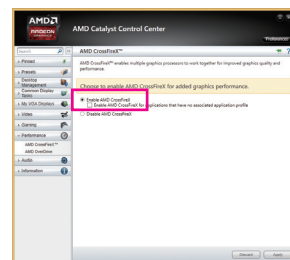 AMD
RADEON
GRAPHICS
AMD Catalyst Control Center
Preferences
Search
Pinned
Presets
Desktop
Management
Common Display
Tasks
My VGA Displays
Video
Gaming
Performance
AMD CrossFireX™
AMD OverDrive
Audio
Information
AMD CrossFireX™
AMD CrossFireX™ enables multiple graphics processors to work together for improved graphics quality and
performance.
Choose to enable AMD CrossFireX for added graphics performance.
Enable AMD CrossFireX
Enable AMD CrossFireX for applications that have no associated application profile
Disable AMD CrossFireX
Discard
Apply